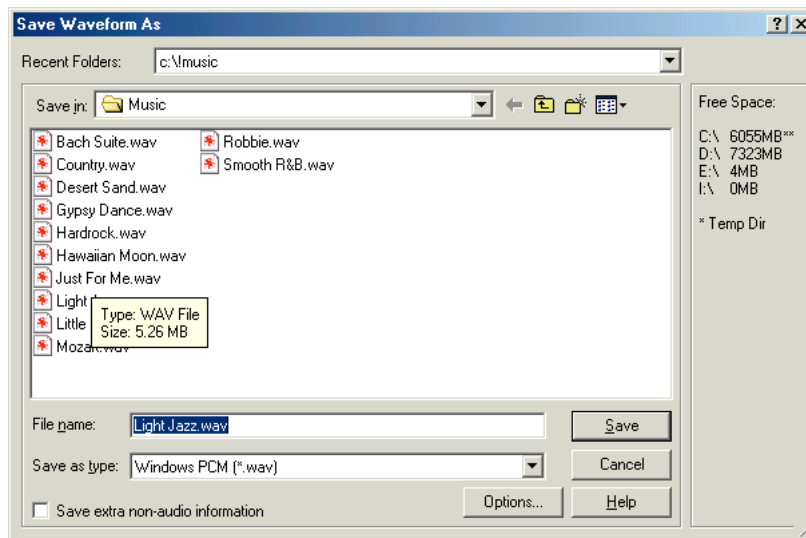 Save Waveform As
Recent Folders: c:\!music
Save in: Music
Free Space:
C:\ 6055MB**
D:\ 7323MB
E:\ 4MB
I:\ 0MB
* Temp Dir
Bach Suite.wav
Country.wav
Desert Sand.wav
Gypsy Dance.wav
Hardrock.wav
Hawaiian Moon.wav
Just For Me.wav
Light
Little
Mozart.wav
Robbie.wav
Smooth R&B.wav
Type: WAV File
Size: 5.26 MB
File name: Light Jazz.wav
Save
Save as type: Windows PCM (*.wav)
Cancel
Save extra non-audio information
Options...
Help